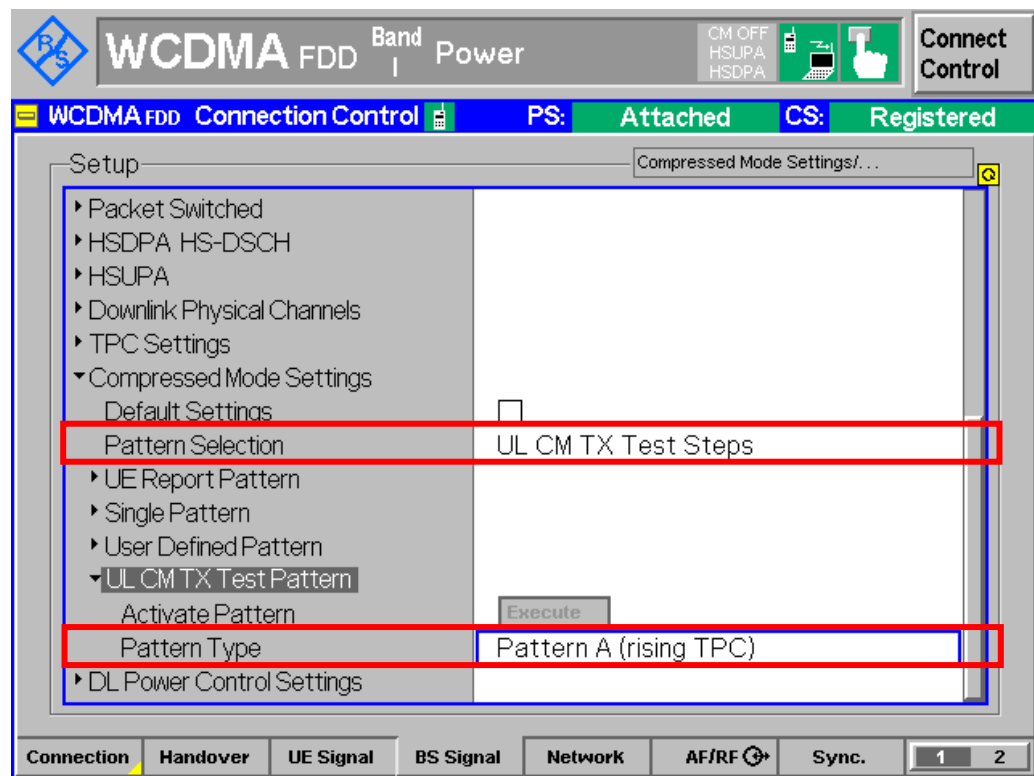 R&S WCDMA FDD Band I Power CM OFF HSUPA HSDPA Connect Control
WCDMA FDD Connection Control PS: Attached CS: Registered
Setup Compressed Mode Settings/...
Packet Switched
HSDPA HS-DSCH
HSUPA
Downlink Physical Channels
TPC Settings
Compressed Mode Settings
Default Settings
Pattern Selection UL CM TX Test Steps
UE Report Pattern
Single Pattern
User Defined Pattern
UL CM TX Test Pattern
Activate Pattern Execute
Pattern Type Pattern A (rising TPC)
DL Power Control Settings
Connection Handover UE Signal BS Signal Network AF/RF Sync. 1 2